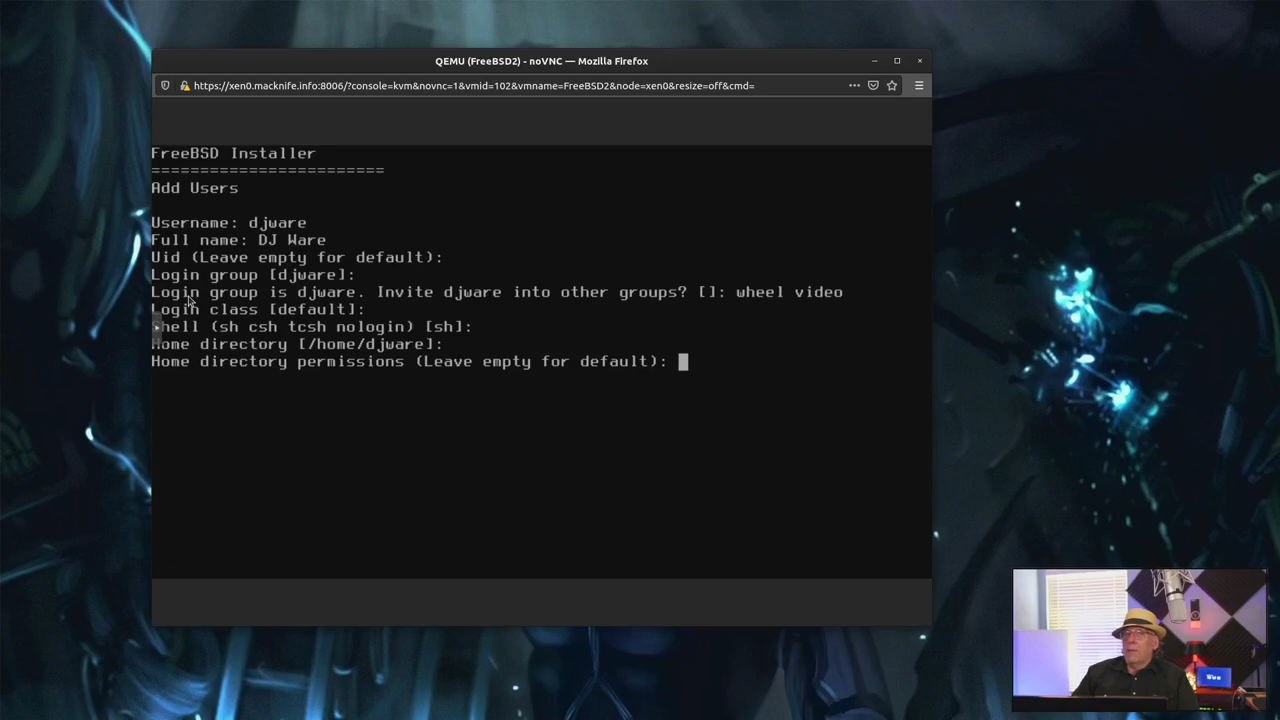 QEMU (FreeBSD2) - noVNC — Mozilla Firefox
https://xen0.macknife.info:8006/?console=kvm&novnc=1&vmid=102&vmname=FreeBSD2&node=xen0&resize=off&cmd=
FreeBSD Installer
========================
Add Users
Username: djware
Full name: DJ Ware
Uid (Leave empty for default):
Login group [djware]:
Login group is djware. Invite djware into other groups? []: wheel video
Login class [default]:
Shell (sh csh tcsh nologin) [sh]:
Home directory [/home/djware]:
Home directory permissions (Leave empty for default):